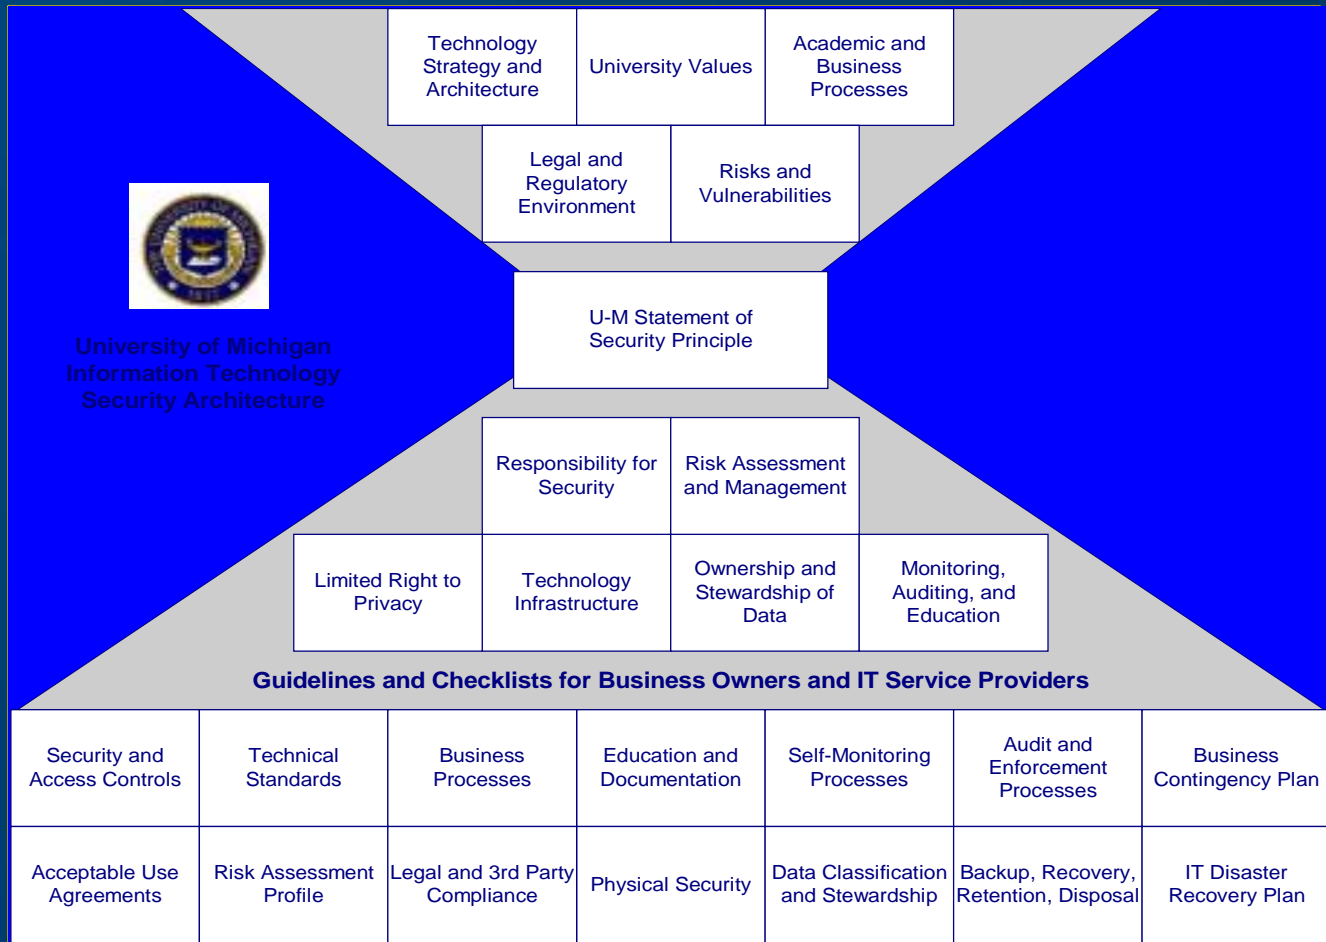 Technology
Strategy and
Architecture
University Values
Academic and
Business
Processes
Legal and
Regulatory
Environment
Risks and
Vulnerabilities
University of Michigan
Information Technology
Security Architecture
U-M Statement of
Security Principle
Responsibility for
Security
Risk Assessment
and Management
Limited Right to
Privacy
Technology
Infrastructure
Ownership and
Stewardship of
Data
Monitoring,
Auditing, and
Education
Guidelines and Checklists for Business Owners and IT Service Providers
Security and
Access Controls
Technical
Standards
Business
Processes
Education and
Documentation
Self-Monitoring
Processes
Audit and
Enforcement
Processes
Business
Contingency Plan
Acceptable Use
Agreements
Risk Assessment
Profile
Legal and 3rd Party
Compliance
Physical Security
Data Classification
and Stewardship
Backup, Recovery,
Retention, Disposal
IT Disaster
Recovery Plan